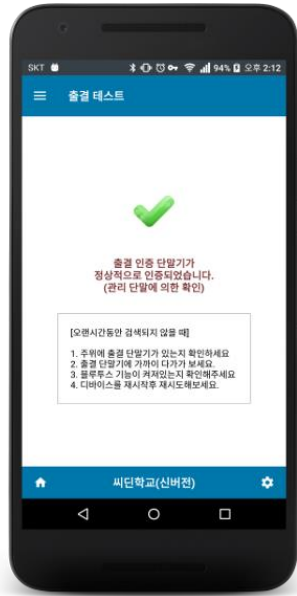 SKT 94% 오후 2:12
출결 테스트
출결 인증 단말기가
정상적으로 인증되었습니다.
(관리 단말에 의한 확인)
[오랜시간동안 검색되지 않을 때]
1. 주위에 출결 단말기가 있는지 확인하세요
2. 출결 단말기에 가까이 다가가 보세요.
3. 블루투스 기능이 켜져있는지 확인해주세요
4. 디바이스를 재시작후 재시도해보세요.
씨딘학교(신버전)